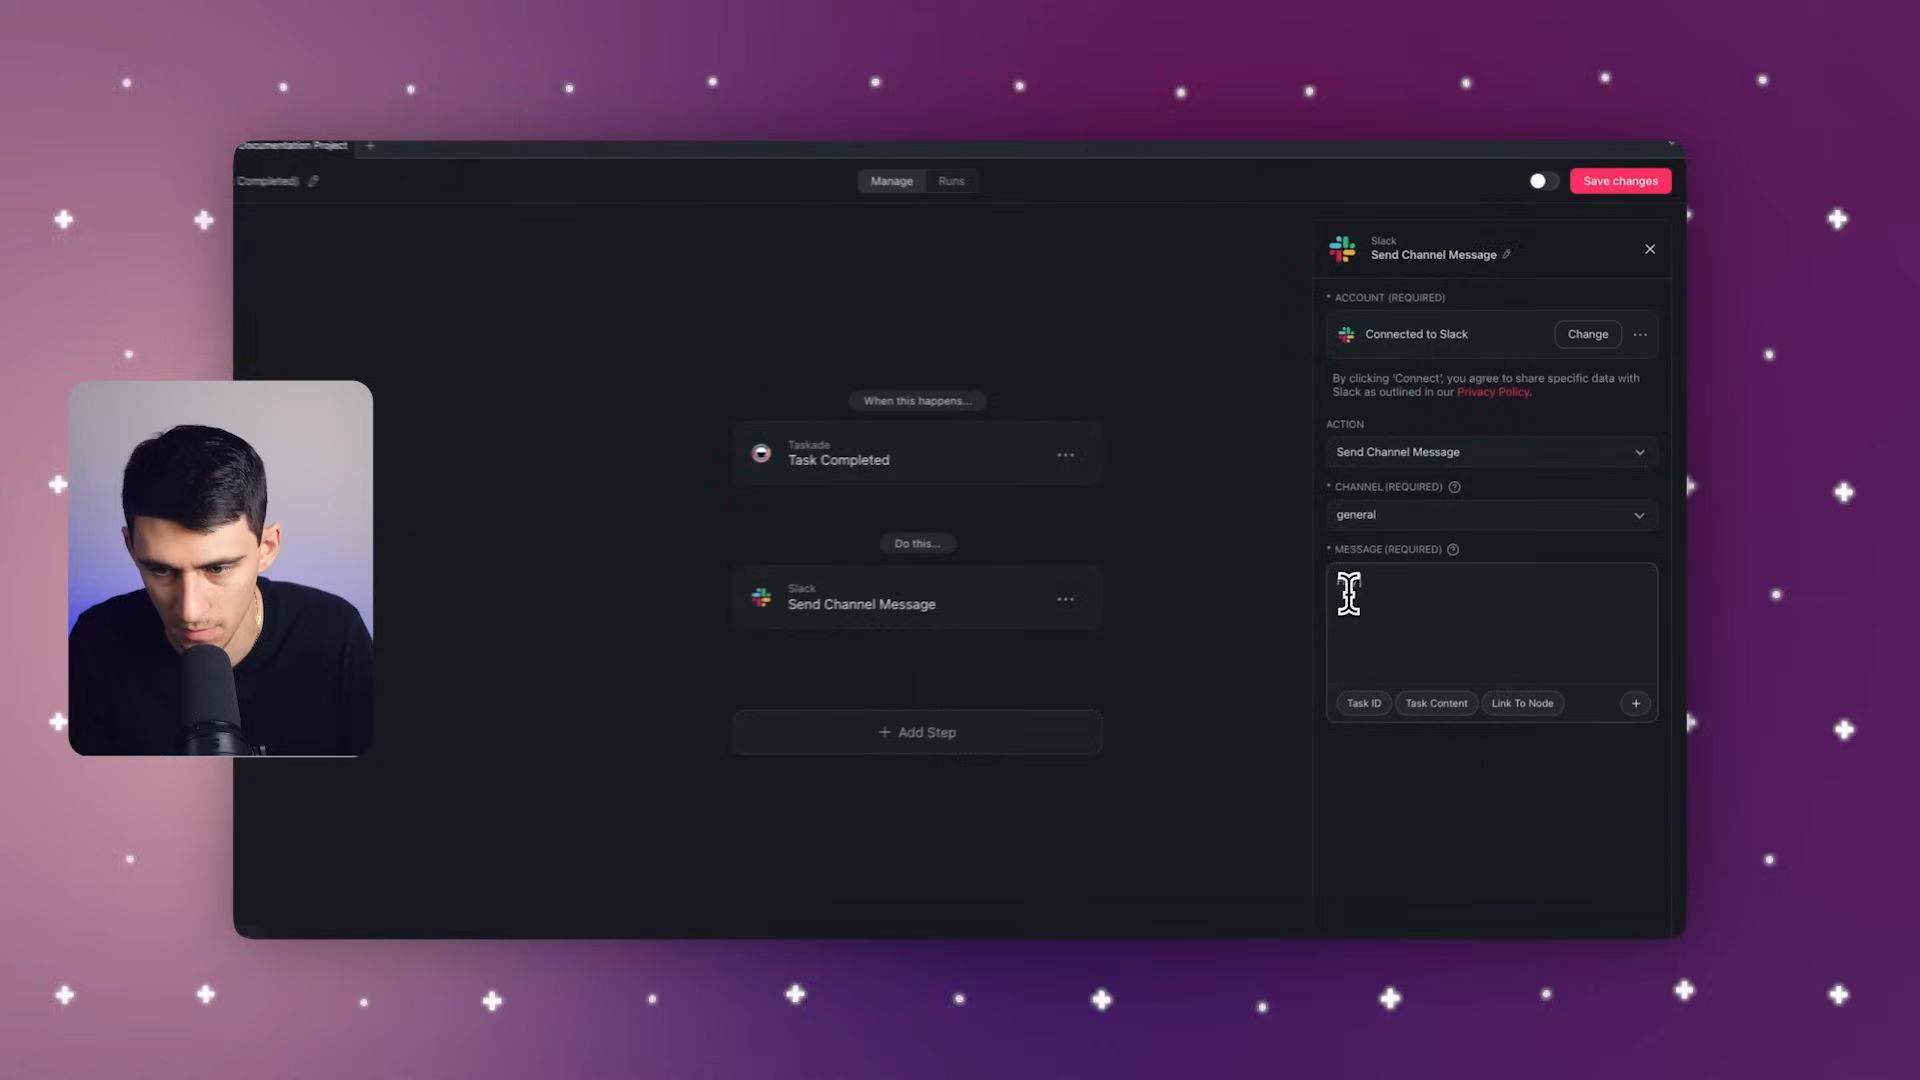 Documentation Project +
Completed)
Manage Runs
Save changes
Slack
Send Channel Message
* ACCOUNT (REQUIRED)
Connected to Slack
Change
By clicking 'Connect', you agree to share specific data with
Slack as outlined in our Privacy Policy.
ACTION
Send Channel Message
* CHANNEL (REQUIRED)
general
* MESSAGE (REQUIRED)
Task ID Task Content Link To Node +
When this happens...
Taskade
Task Completed
Do this...
Slack
Send Channel Message
+ Add Step